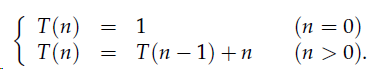 T(n) = 1 (n = 0)
T(n) = T(n − 1) + n (n > 0).